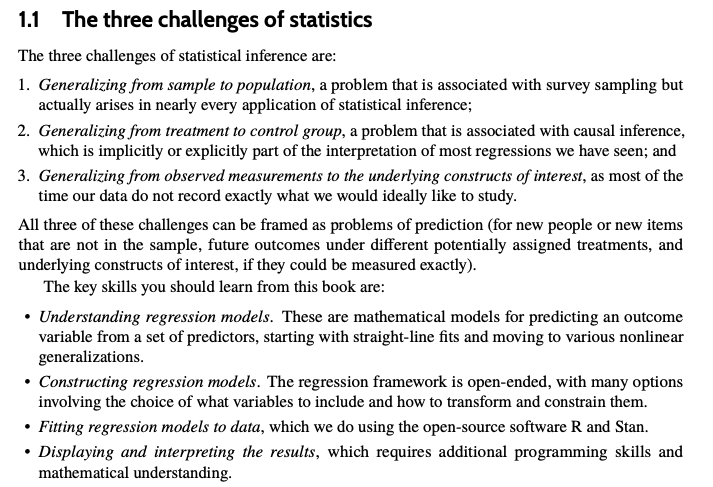 1.1 The three challenges of statistics
The three challenges of statistical inference are:
1. Generalizing from sample to population, a problem that is associated with survey sampling but
actually arises in nearly every application of statistical inference;
2. Generalizing from treatment to control group, a problem that is associated with causal inference,
which is implicitly or explicitly part of the interpretation of most regressions we have seen; and
3. Generalizing from observed measurements to the underlying constructs of interest, as most of the
time our data do not record exactly what we would ideally like to study.
All three of these challenges can be framed as problems of prediction (for new people or new items
that are not in the sample, future outcomes under different potentially assigned treatments, and
underlying constructs of interest, if they could be measured exactly).
The key skills you should learn from this book are:
• Understanding regression models. These are mathematical models for predicting an outcome
variable from a set of predictors, starting with straight-line fits and moving to various nonlinear
generalizations.
• Constructing regression models. The regression framework is open-ended, with many options
involving the choice of what variables to include and how to transform and constrain them.
• Fitting regression models to data, which we do using the open-source software R and Stan.
• Displaying and interpreting the results, which requires additional programming skills and
mathematical understanding.